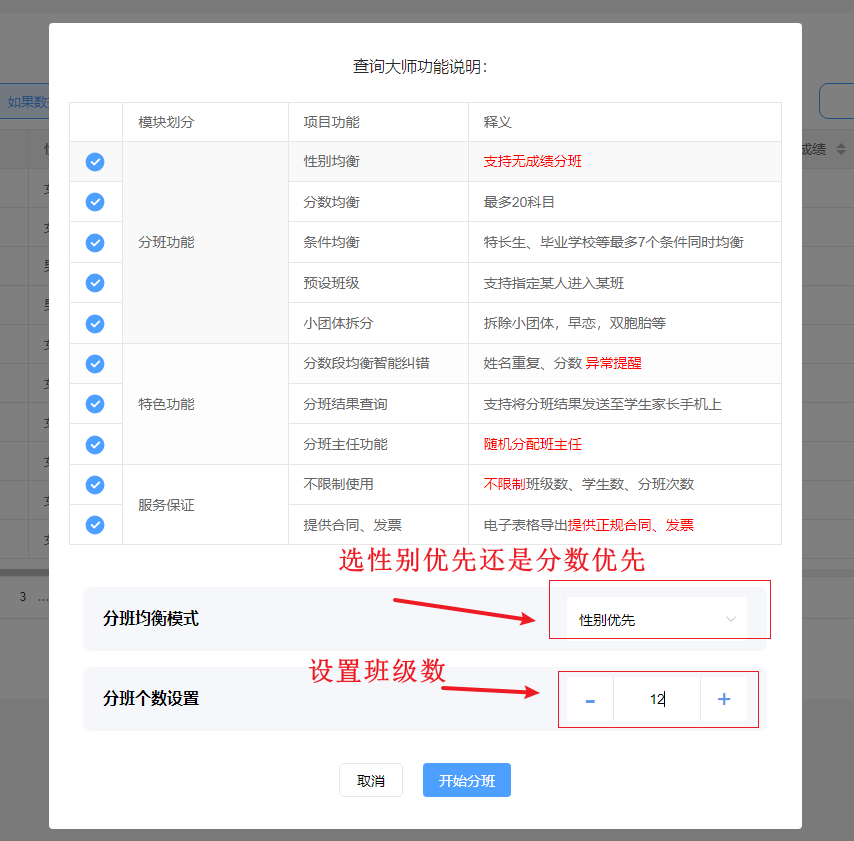 查询大师功能说明：
如果数
模块划分 项目功能 释义
成绩
性别均衡 支持无成绩分班
分数均衡 最多20科目
分班功能 条件均衡 特长生、毕业学校等最多7个条件同时均衡
预设班级 支持指定某人进入某班
小团体拆分 拆除小团体，早恋，双胞胎等
分数段均衡智能纠错 姓名重复、分数 异常提醒
特色功能 分班结果查询 支持将分班结果发送至学生家长手机上
分班主任功能 随机分配班主任
不限制使用 不限制班级数、学生数、分班次数
服务保证
提供合同、发票 电子表格导出提供正规合同、发票
选性别优先还是分数优先
3 ...
分班均衡模式 性别优先
设置班级数
分班个数设置 - 12 +
取消 开始分班